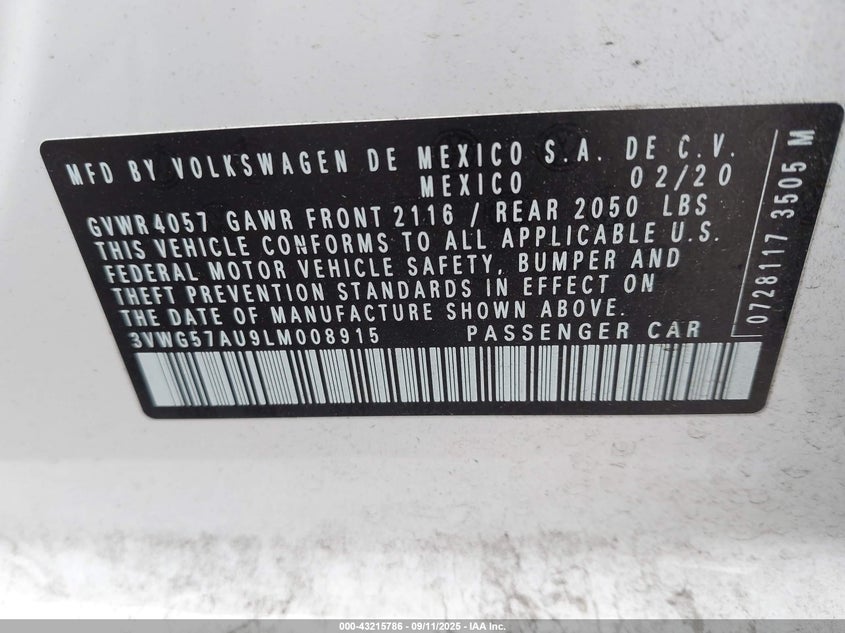 MFD BY VOLKSWAGEN DE MEXICO S.A. DE C.V.
MEXICO 02/20
GVWR 4057 GAWR FRONT 2116 / REAR 2050 LBS
THIS VEHICLE CONFORMS TO ALL APPLICABLE U.S.
FEDERAL MOTOR VEHICLE SAFETY, BUMPER AND
THEFT PREVENTION STANDARDS IN EFFECT ON
THE DATE OF MANUFACTURE SHOWN ABOVE.
3VWG57AU9LM008915 PASSENGER CAR
0728117 3505 M
000-43215786 - 09/11/2025 - IAA Inc.